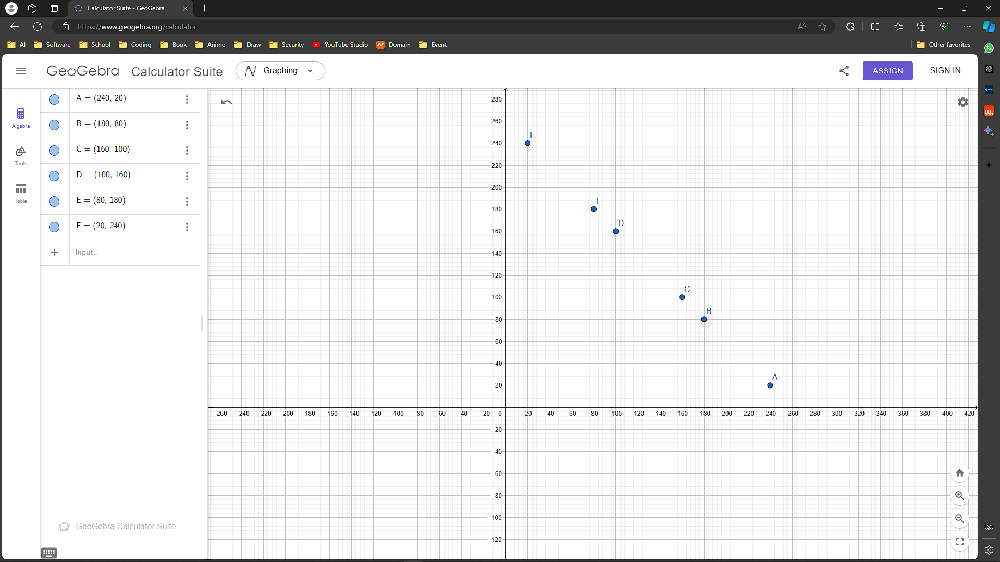 Calculator Suite - GeoGebra
https://www.geogebra.org/calculator
AI Software School Coding Book Anime Draw Security YouTube Studio Domain Event Other favorites
GeoGebra Calculator Suite Graphing ASSIGN SIGN IN
Algebra
Tools
Table
A = (240, 20)
B = (180, 80)
C = (160, 100)
D = (100, 160)
E = (80, 180)
F = (20, 240)
Input...
GeoGebra Calculator Suite
280
260
F
240
220
200
E
180
D
160
140
120
C
100
B
80
60
40
A
20
–260 –240 –220 –200 –180 –160 –140 –120 –100 –80 –60 –40 –20 0 20 40 60 80 100 120 140 160 180 200 220 240 260 280 300 320 340 360 380 400 420
–20
–40
–60
–80
–100
–120
w.